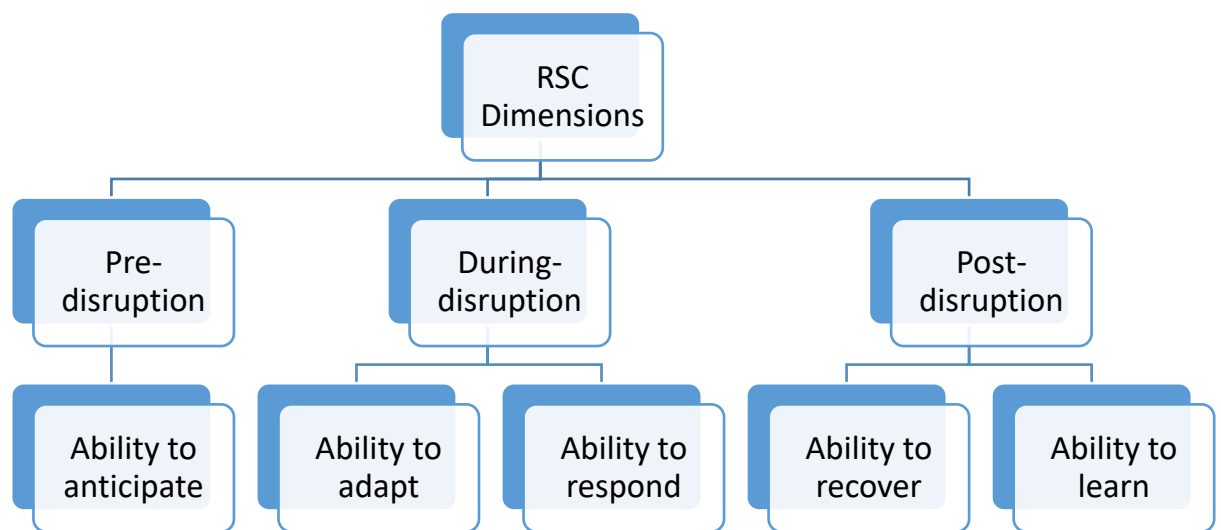 RSC
Dimensions
Pre-
disruption
During-
disruption
Post-
disruption
Ability to
anticipate
Ability to
adapt
Ability to
respond
Ability to
recover
Ability to
learn